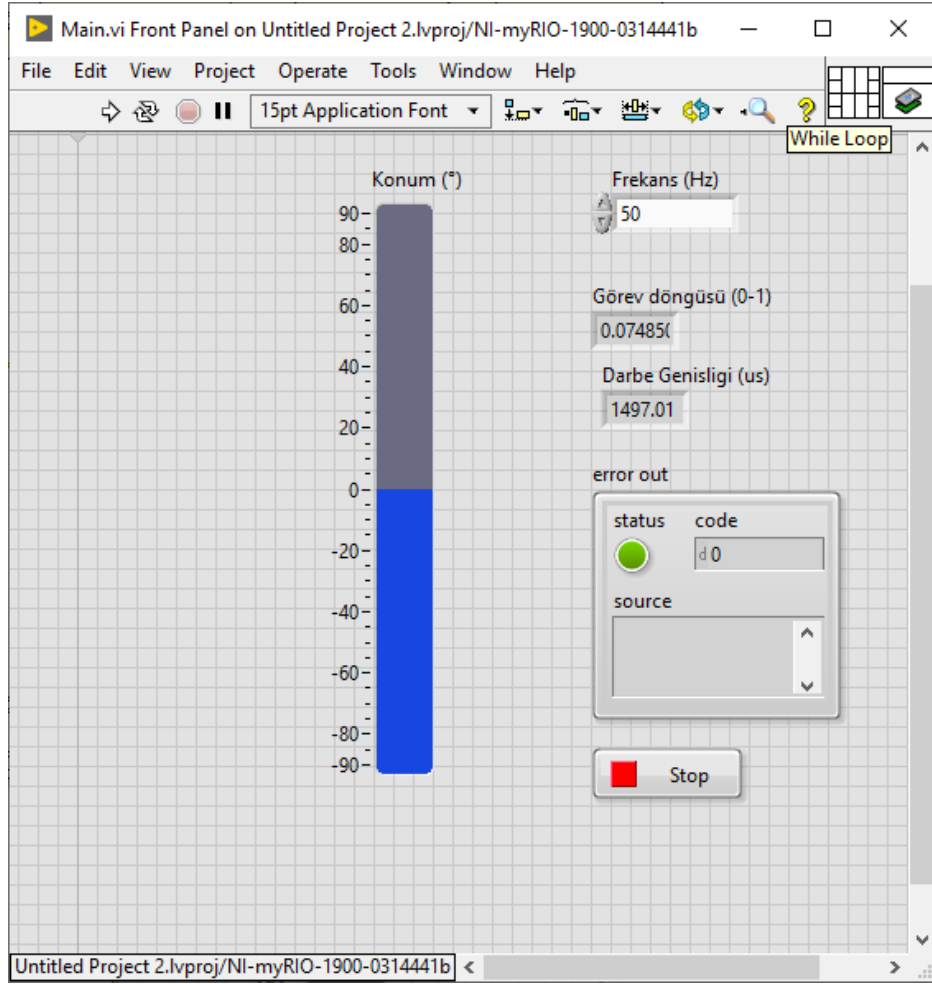 Main.vi Front Panel on Untitled Project 2.lvproj/NI-myRIO-1900-0314441b
File Edit View Project Operate Tools Window Help
15pt Application Font
While Loop
Konum (°)
90
80
60
40
20
0
-20
-40
-60
-80
-90
Frekans (Hz)
50
Görev döngüsü (0-1)
0.07485(
Darbe Genisligi (us)
1497.01
error out
status code
d 0
source
Stop
Untitled Project 2.lvproj/NI-myRIO-1900-0314441b